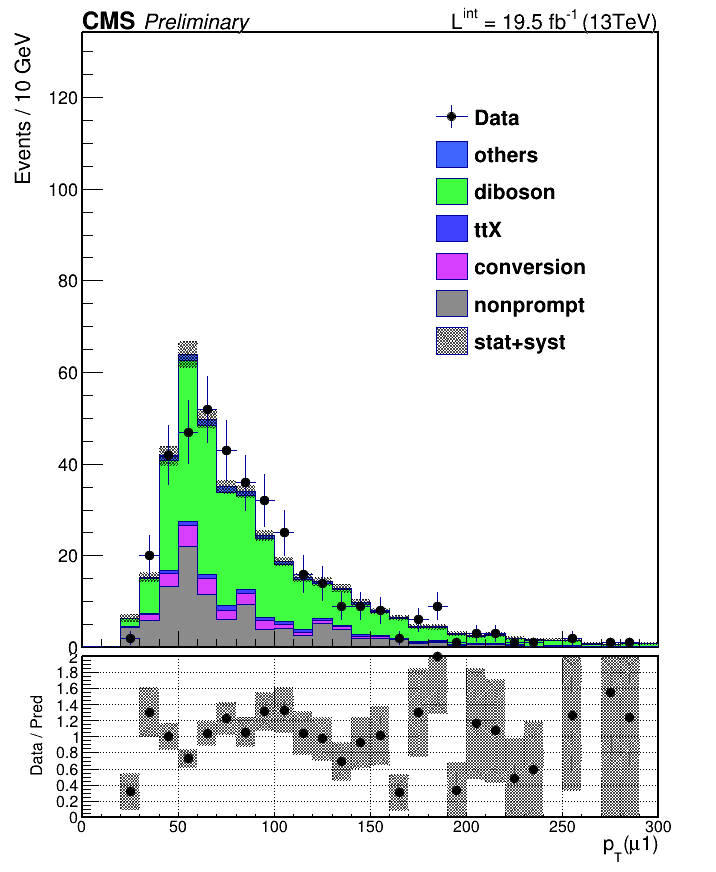 CMS Preliminary L^int = 19.5 fb^-1 (13TeV)
Events / 10 GeV
120
100
80
60
40
20
0
Data
others
diboson
ttX
conversion
nonprompt
stat+syst
Data / Pred
2
1.8
1.6
1.4
1.2
1
0.8
0.6
0.4
0.2
0
0 50 100 150 200 250 300
p_T(μ1)